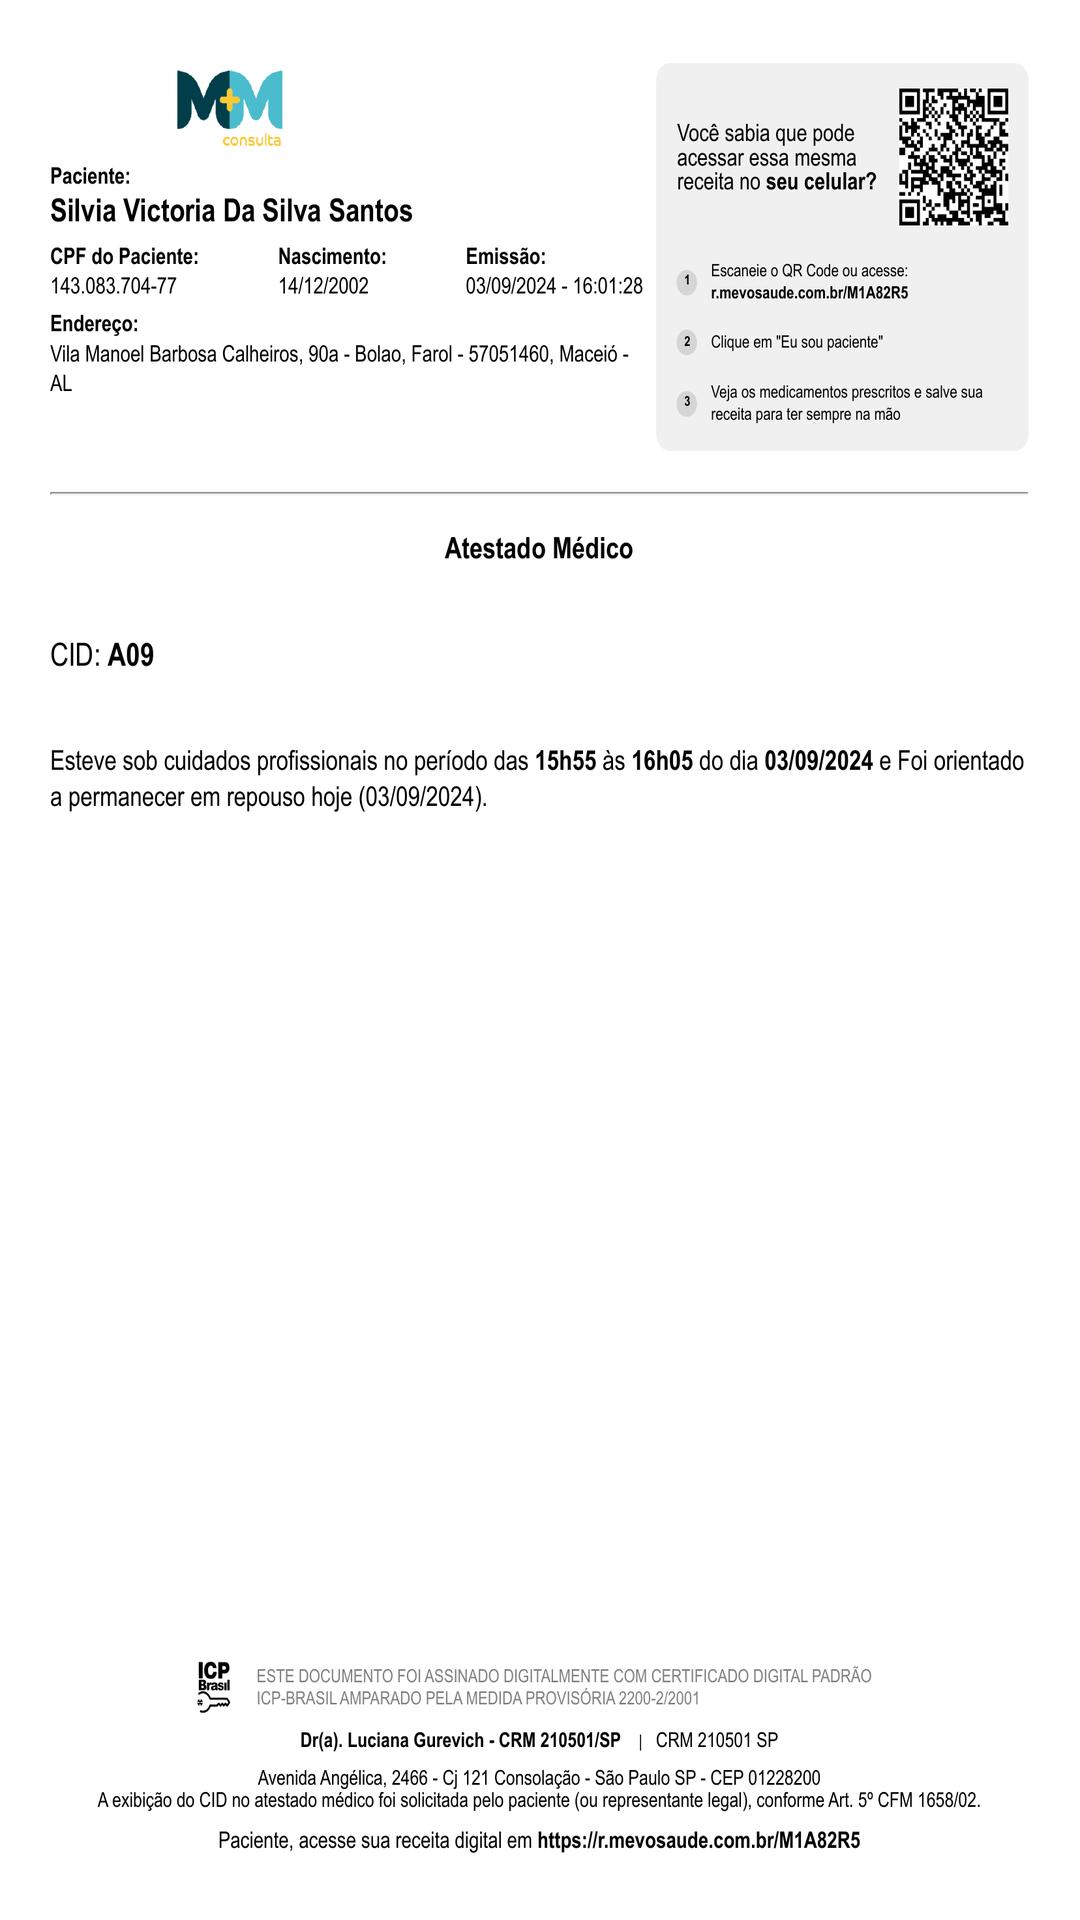 M+M
consulta
Paciente:
Silvia Victoria Da Silva Santos
CPF do Paciente: Nascimento: Emissão:
143.083.704-77 14/12/2002 03/09/2024 - 16:01:28
Endereço:
Vila Manoel Barbosa Calheiros, 90a - Bolao, Farol - 57051460, Maceió -
AL
Você sabia que pode
acessar essa mesma
receita no seu celular?
1 Escaneie o QR Code ou acesse:
r.mevosaude.com.br/M1A82R5
2 Clique em "Eu sou paciente"
3 Veja os medicamentos prescritos e salve sua
receita para ter sempre na mão
Atestado Médico
CID: A09
Esteve sob cuidados profissionais no período das 15h55 às 16h05 do dia 03/09/2024 e Foi orientado
a permanecer em repouso hoje (03/09/2024).
ICP
Brasil
ESTE DOCUMENTO FOI ASSINADO DIGITALMENTE COM CERTIFICADO DIGITAL PADRÃO
ICP-BRASIL AMPARADO PELA MEDIDA PROVISÓRIA 2200-2/2001
Dr(a). Luciana Gurevich - CRM 210501/SP | CRM 210501 SP
Avenida Angélica, 2466 - Cj 121 Consolação - São Paulo SP - CEP 01228200
A exibição do CID no atestado médico foi solicitada pelo paciente (ou representante legal), conforme Art. 5º CFM 1658/02.
Paciente, acesse sua receita digital em https://r.mevosaude.com.br/M1A82R5